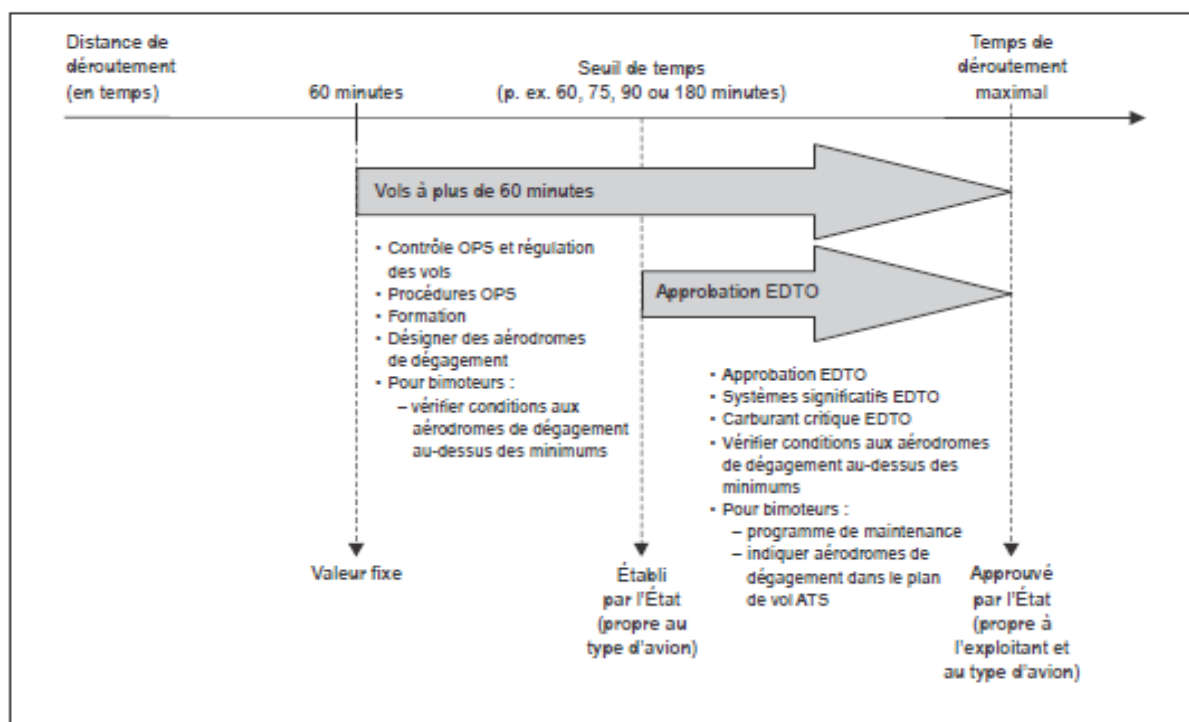 Distance de
déroutement
(en temps)
60 minutes
Seuil de temps
(p. ex. 60, 75, 90 ou 180 minutes)
Temps de
déroutement
maximal
Vols à plus de 60 minutes
• Contrôle OPS et régulation
des vols
• Procédures OPS
• Formation
• Désigner des aérodromes
de dégagement
• Pour bimoteurs :
– vérifier conditions aux
aérodromes de dégagement
au-dessus des minimums
Approbation EDTO
• Approbation EDTO
• Systèmes significatifs EDTO
• Carburant critique EDTO
• Vérifier conditions aux aérodromes
de dégagement au-dessus des
minimums
• Pour bimoteurs :
– programme de maintenance
– indiquer aérodromes de
dégagement dans le plan
de vol ATS
Valeur fixe
Établi
par l'État
(propre au
type d'avion)
Approuvé
par l'État
(propre à
l'exploitant et
au type d'avion)